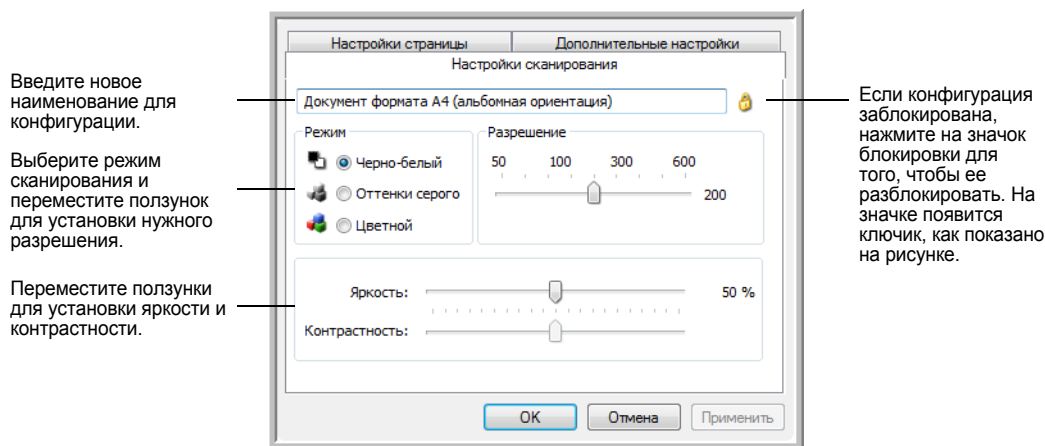 Введите новое
наименование для
конфигурации.
Выберите режим
сканирования и
переместите ползунок
для установки нужного
разрешения.
Переместите ползунки
для установки яркости и
контрастности.
Настройки страницы
Дополнительные настройки
Настройки сканирования
Документ формата А4 (альбомная ориентация)
Режим
Черно-белый
Оттенки серого
Цветной
Разрешение
50 100 300 600
200
Яркость:
50 %
Контрастность:
OK
Отмена
Применить
Если конфигурация
заблокирована,
нажмите на значок
блокировки для
того, чтобы ее
разблокировать. На
значке появится
ключик, как показано
на рисунке.